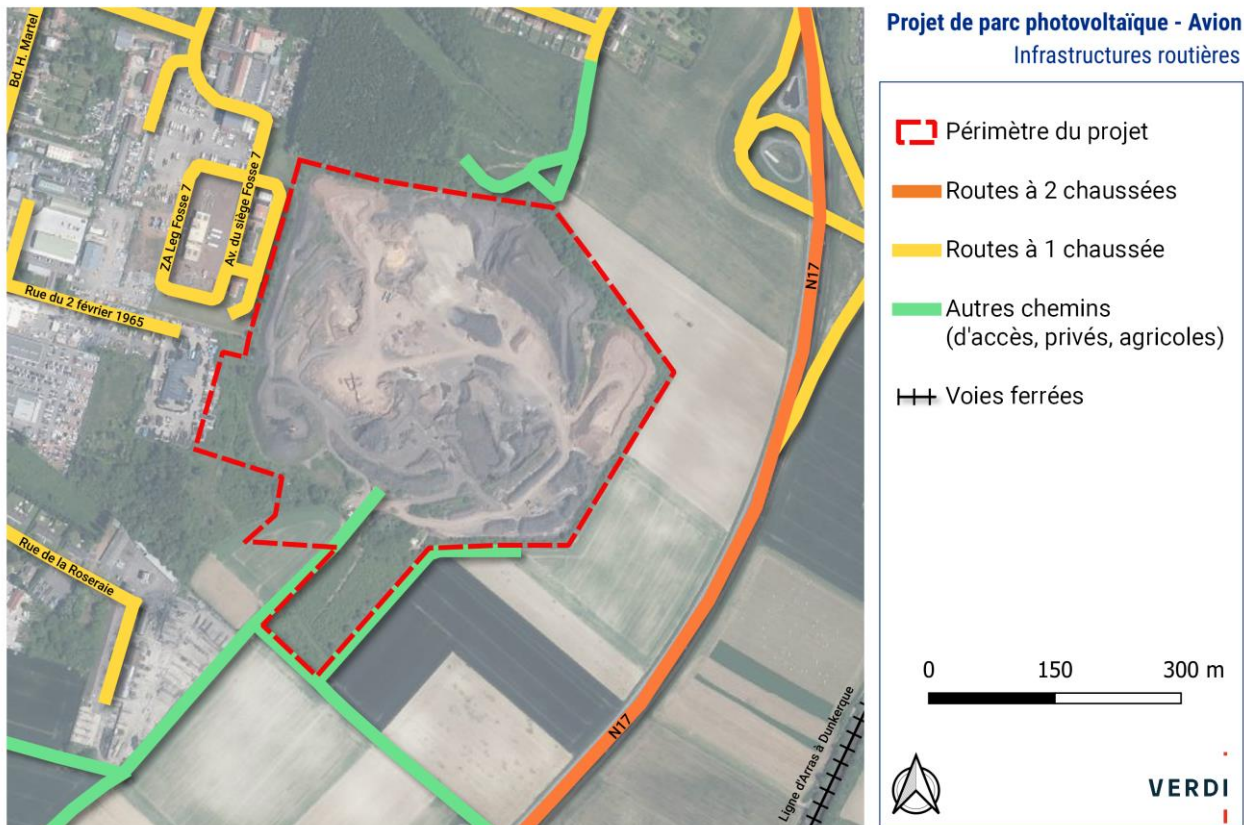 Projet de parc photovoltaïque - Avion
Infrastructures routières
Périmètre du projet
Routes à 2 chaussées
Routes à 1 chaussée
Autres chemins
(d'accès, privés, agricoles)
Voies ferrées
0 150 300 m
VERDI
Bd. H. Martel
ZA Leg Fosse 7
Av. du siège Fosse 7
Rue du 2 février 1965
Rue de la Roseraie
N17
N17
Ligne d'Arras à Dunkerque